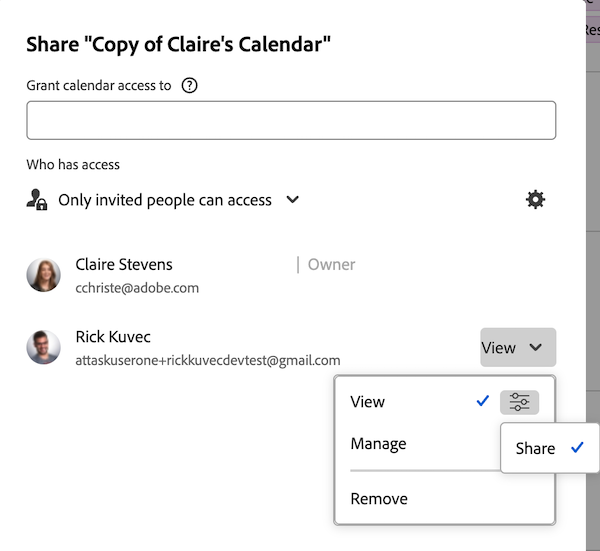 Share "Copy of Claire's Calendar"
Grant calendar access to ?
Who has access
Only invited people can access
Claire Stevens | Owner
cchriste@adobe.com
Rick Kuvec
attaskuserone+rickkuvecdevtest@gmail.com
View
View
Manage
Share
Remove